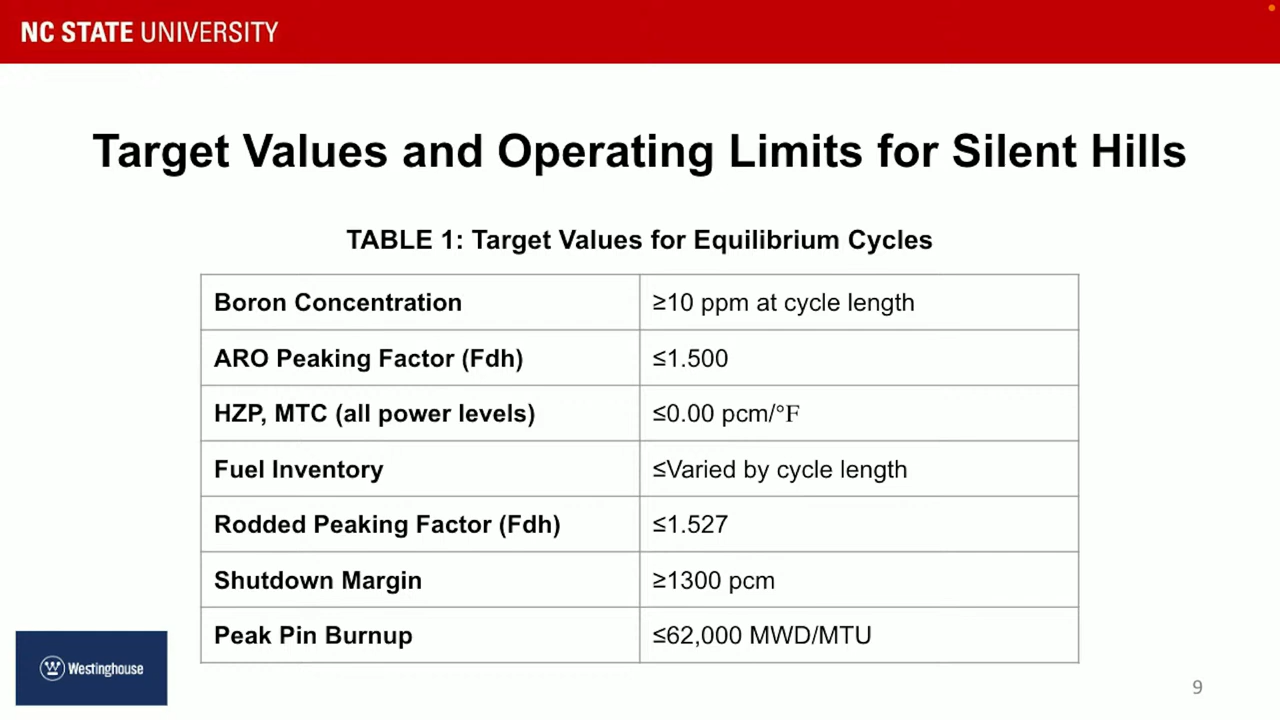 NC STATE UNIVERSITY
Target Values and Operating Limits for Silent Hills
TABLE 1: Target Values for Equilibrium Cycles
Boron Concentration ≥10 ppm at cycle length
ARO Peaking Factor (Fdh) ≤1.500
HZP, MTC (all power levels) ≤0.00 pcm/°F
Fuel Inventory ≤Varied by cycle length
Rodded Peaking Factor (Fdh) ≤1.527
Shutdown Margin ≥1300 pcm
Peak Pin Burnup ≤62,000 MWD/MTU
Westinghouse
9